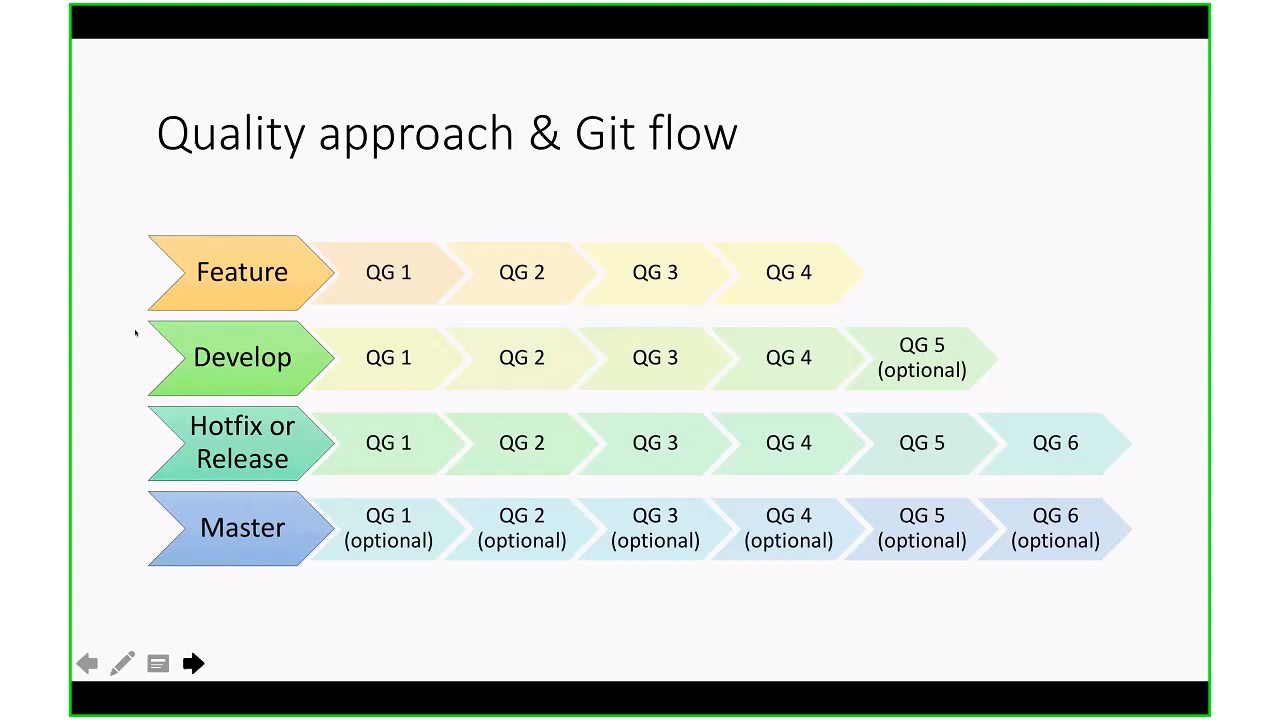 Quality approach & Git flow
Feature
QG 1
QG 2
QG 3
QG 4
Develop
QG 1
QG 2
QG 3
QG 4
QG 5
(optional)
Hotfix or
Release
QG 1
QG 2
QG 3
QG 4
QG 5
QG 6
Master
QG 1
(optional)
QG 2
(optional)
QG 3
(optional)
QG 4
(optional)
QG 5
(optional)
QG 6
(optional)